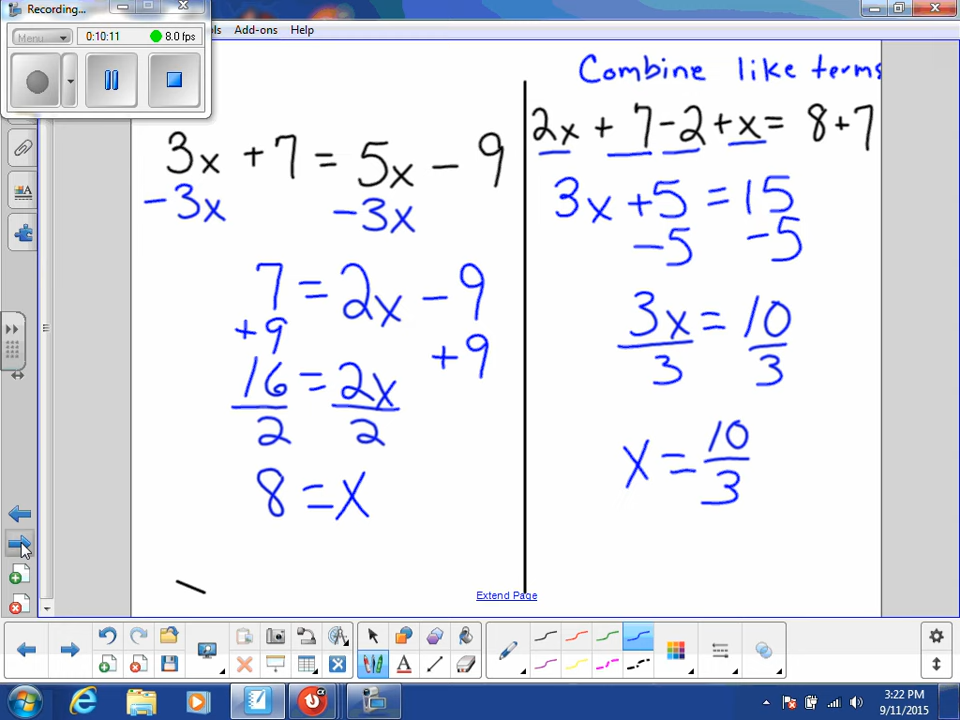 Recording...
Menu
0:10:11
8.0 fps
Add-ons Help
3x + 7 = 5x - 9
-3x -3x
7 = 2x - 9
+9 +9
16 = 2x
2 2
8 = x
Combine like terms
2x + 7 - 2 + x = 8 + 7
3x + 5 = 15
-5 -5
3x = 10
3 3
x = 10
3
Extend Page
A
3:22 PM
9/11/2015